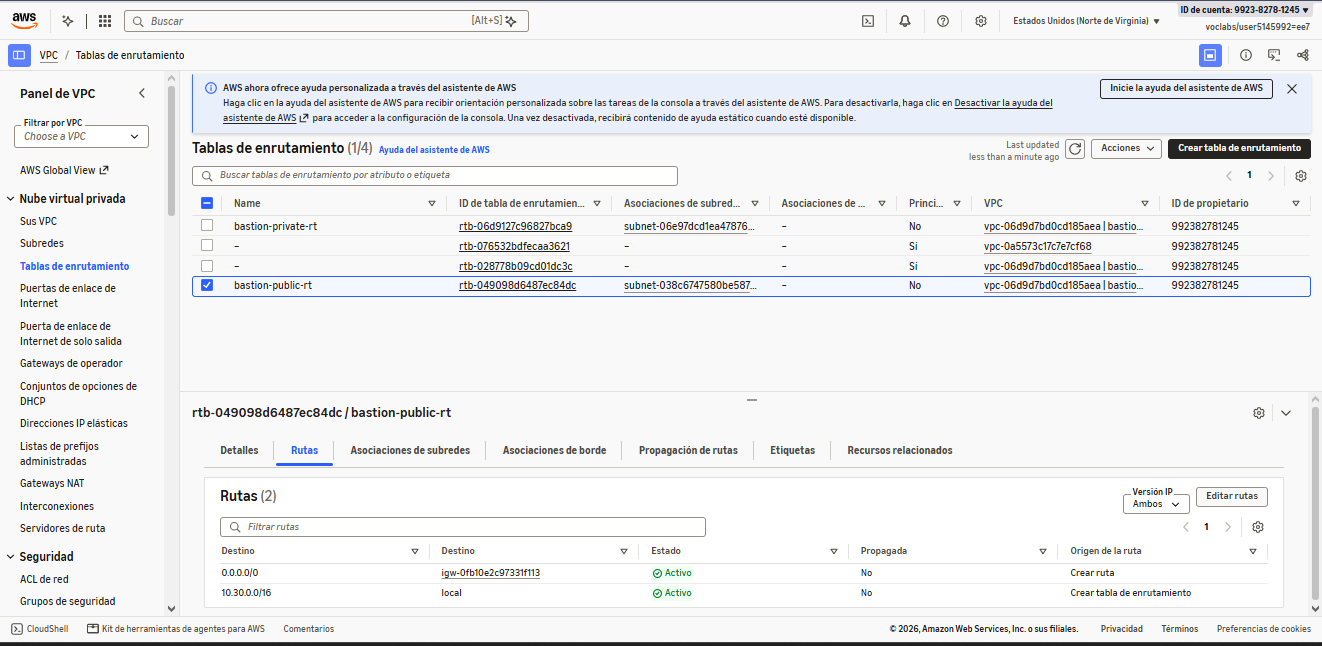 aws
Buscar
[Alt+S]
Estados Unidos (Norte de Virginia)
ID de cuenta: 9923-8278-1245
voclabs/user5145992=ee7
VPC / Tablas de enrutamiento
Panel de VPC
Filtrar por VPC
Choose a VPC
AWS Global View
Nube virtual privada
Sus VPC
Subredes
Tablas de enrutamiento
Puertas de enlace de
Internet
Puerta de enlace de
Internet de solo salida
Gateways de operador
Conjuntos de opciones de
DHCP
Direcciones IP elásticas
Listas de prefijos
administradas
Gateways NAT
Interconexiones
Servidores de ruta
Seguridad
ACL de red
Grupos de seguridad
AWS ahora ofrece ayuda personalizada a través del asistente de AWS
Haga clic en la ayuda del asistente de AWS para recibir orientación personalizada sobre las tareas de la consola a través del asistente de AWS. Para desactivarla, haga clic en Desactivar la ayuda del
asistente de AWS para acceder a la configuración de la consola. Una vez desactivada, recibirá contenido de ayuda estático cuando esté disponible.
Inicie la ayuda del asistente de AWS
Tablas de enrutamiento (1/4) Ayuda del asistente de AWS
Last updated
less than a minute ago
Acciones
Crear tabla de enrutamiento
Buscar tablas de enrutamiento por atributo o etiqueta
1
Name ID de tabla de enrutamien... Asociaciones de subred... Asociaciones de ... Princi... VPC ID de propietario
bastion-private-rt rtb-06d9127c96827bca9 subnet-06e97dcd1ea47876... – No vpc-06d9d7bd0cd185aea | bastio... 992382781245
– rtb-076532bdfecaa3621 – – Sí vpc-0a5573c17c7e7cf68 992382781245
– rtb-028778b09cd01dc3c – – Sí vpc-06d9d7bd0cd185aea | bastio... 992382781245
bastion-public-rt rtb-049098d6487ec84dc subnet-038c6747580be587... – No vpc-06d9d7bd0cd185aea | bastio... 992382781245
rtb-049098d6487ec84dc / bastion-public-rt
Detalles Rutas Asociaciones de subredes Asociaciones de borde Propagación de rutas Etiquetas Recursos relacionados
Rutas (2)
Versión IP
Ambos
Editar rutas
Filtrar rutas
1
Destino Destino Estado Propagada Origen de la ruta
0.0.0.0/0 igw-0fb10e2c97331f113 Activo No Crear ruta
10.30.0.0/16 local Activo No Crear tabla de enrutamiento
CloudShell Kit de herramientas de agentes para AWS Comentarios © 2026, Amazon Web Services, Inc. o sus filiales. Privacidad Términos Preferencias de cookies